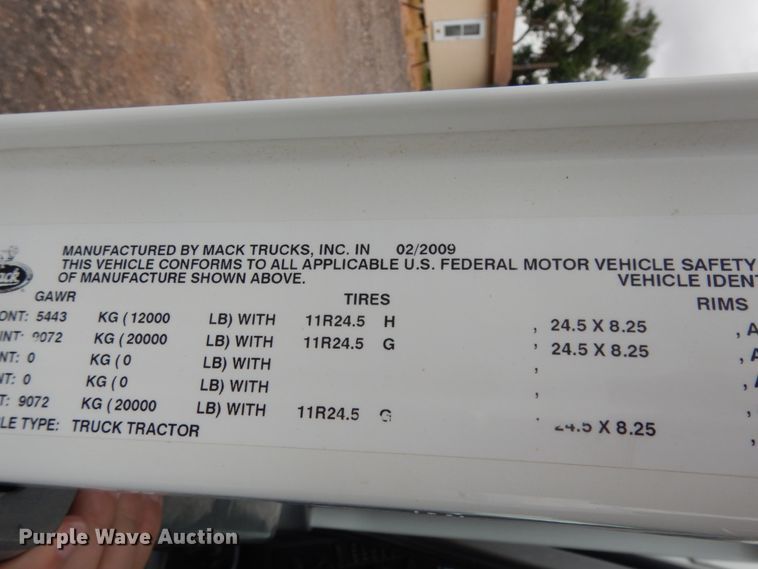 MANUFACTURED BY MACK TRUCKS, INC. IN 02/2009
THIS VEHICLE CONFORMS TO ALL APPLICABLE U.S. FEDERAL MOTOR VEHICLE SAFETY
OF MANUFACTURE SHOWN ABOVE. VEHICLE IDENT
GAWR TIRES RIMS
ONT: 5443 KG ( 12000 LB) WITH 11R24.5 H , 24.5 X 8.25 , A
INT: 9072 KG ( 20000 LB) WITH 11R24.5 G , 24.5 X 8.25 , A
NT: 0 KG ( 0 LB) WITH ,
NT: 0 KG ( 0 LB) WITH , ,
T: 9072 KG ( 20000 LB) WITH 11R24.5 G 24.5 X 8.25 ,
LE TYPE: TRUCK TRACTOR
Purple Wave Auction